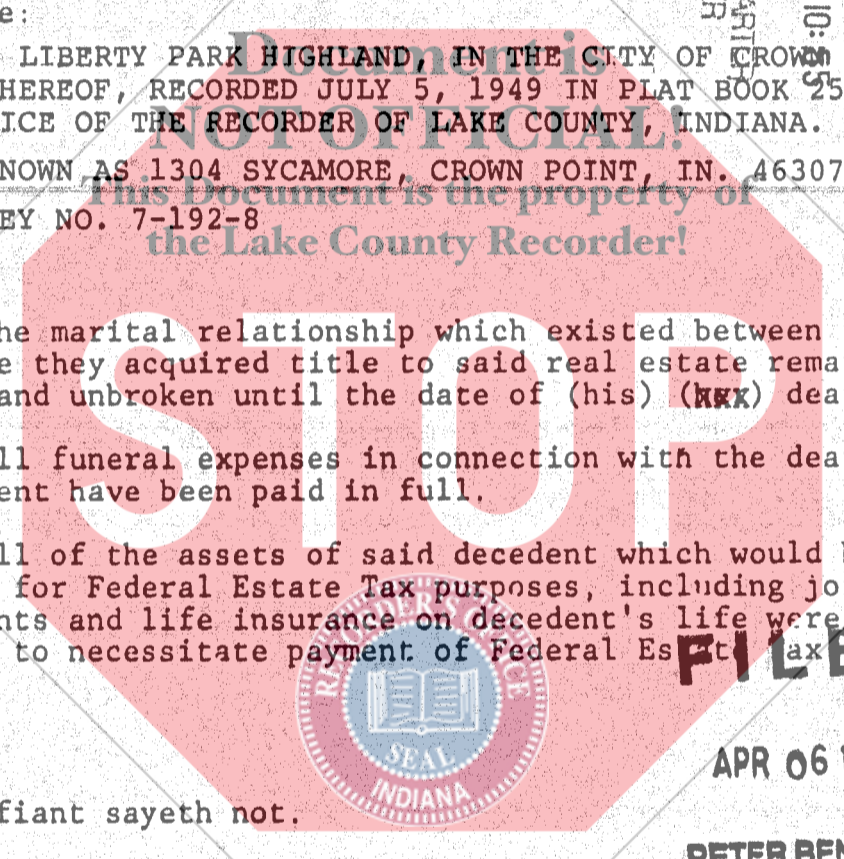 e:
LIBERTY PARK HIGHLAND, IN THE CITY OF CROWN
HEREOF, RECORDED JULY 5, 1949 IN PLAT BOOK 25
ICE OF THE RECORDER OF LAKE COUNTY, INDIANA.
NOWN AS 1304 SYCAMORE, CROWN POINT, IN. 46307
EY NO. 7-192-8
Document is
NOT OFFICIAL!
This Document is the property of
the Lake County Recorder!
STOP
he marital relationship which existed between
e they acquired title to said real estate rema
and unbroken until the date of (his) (xxx) dea
ll funeral expenses in connection with the dea
ent have been paid in full.
ll of the assets of said decedent which would
for Federal Estate Tax purposes, including jo
nts and life insurance on decedent's life were
to necessitate payment of Federal Estate Tax
RECORDER'S OFFICE
SEAL
INDIANA
FILE
APR 06
fiant sayeth not.
PETER BEN
10: